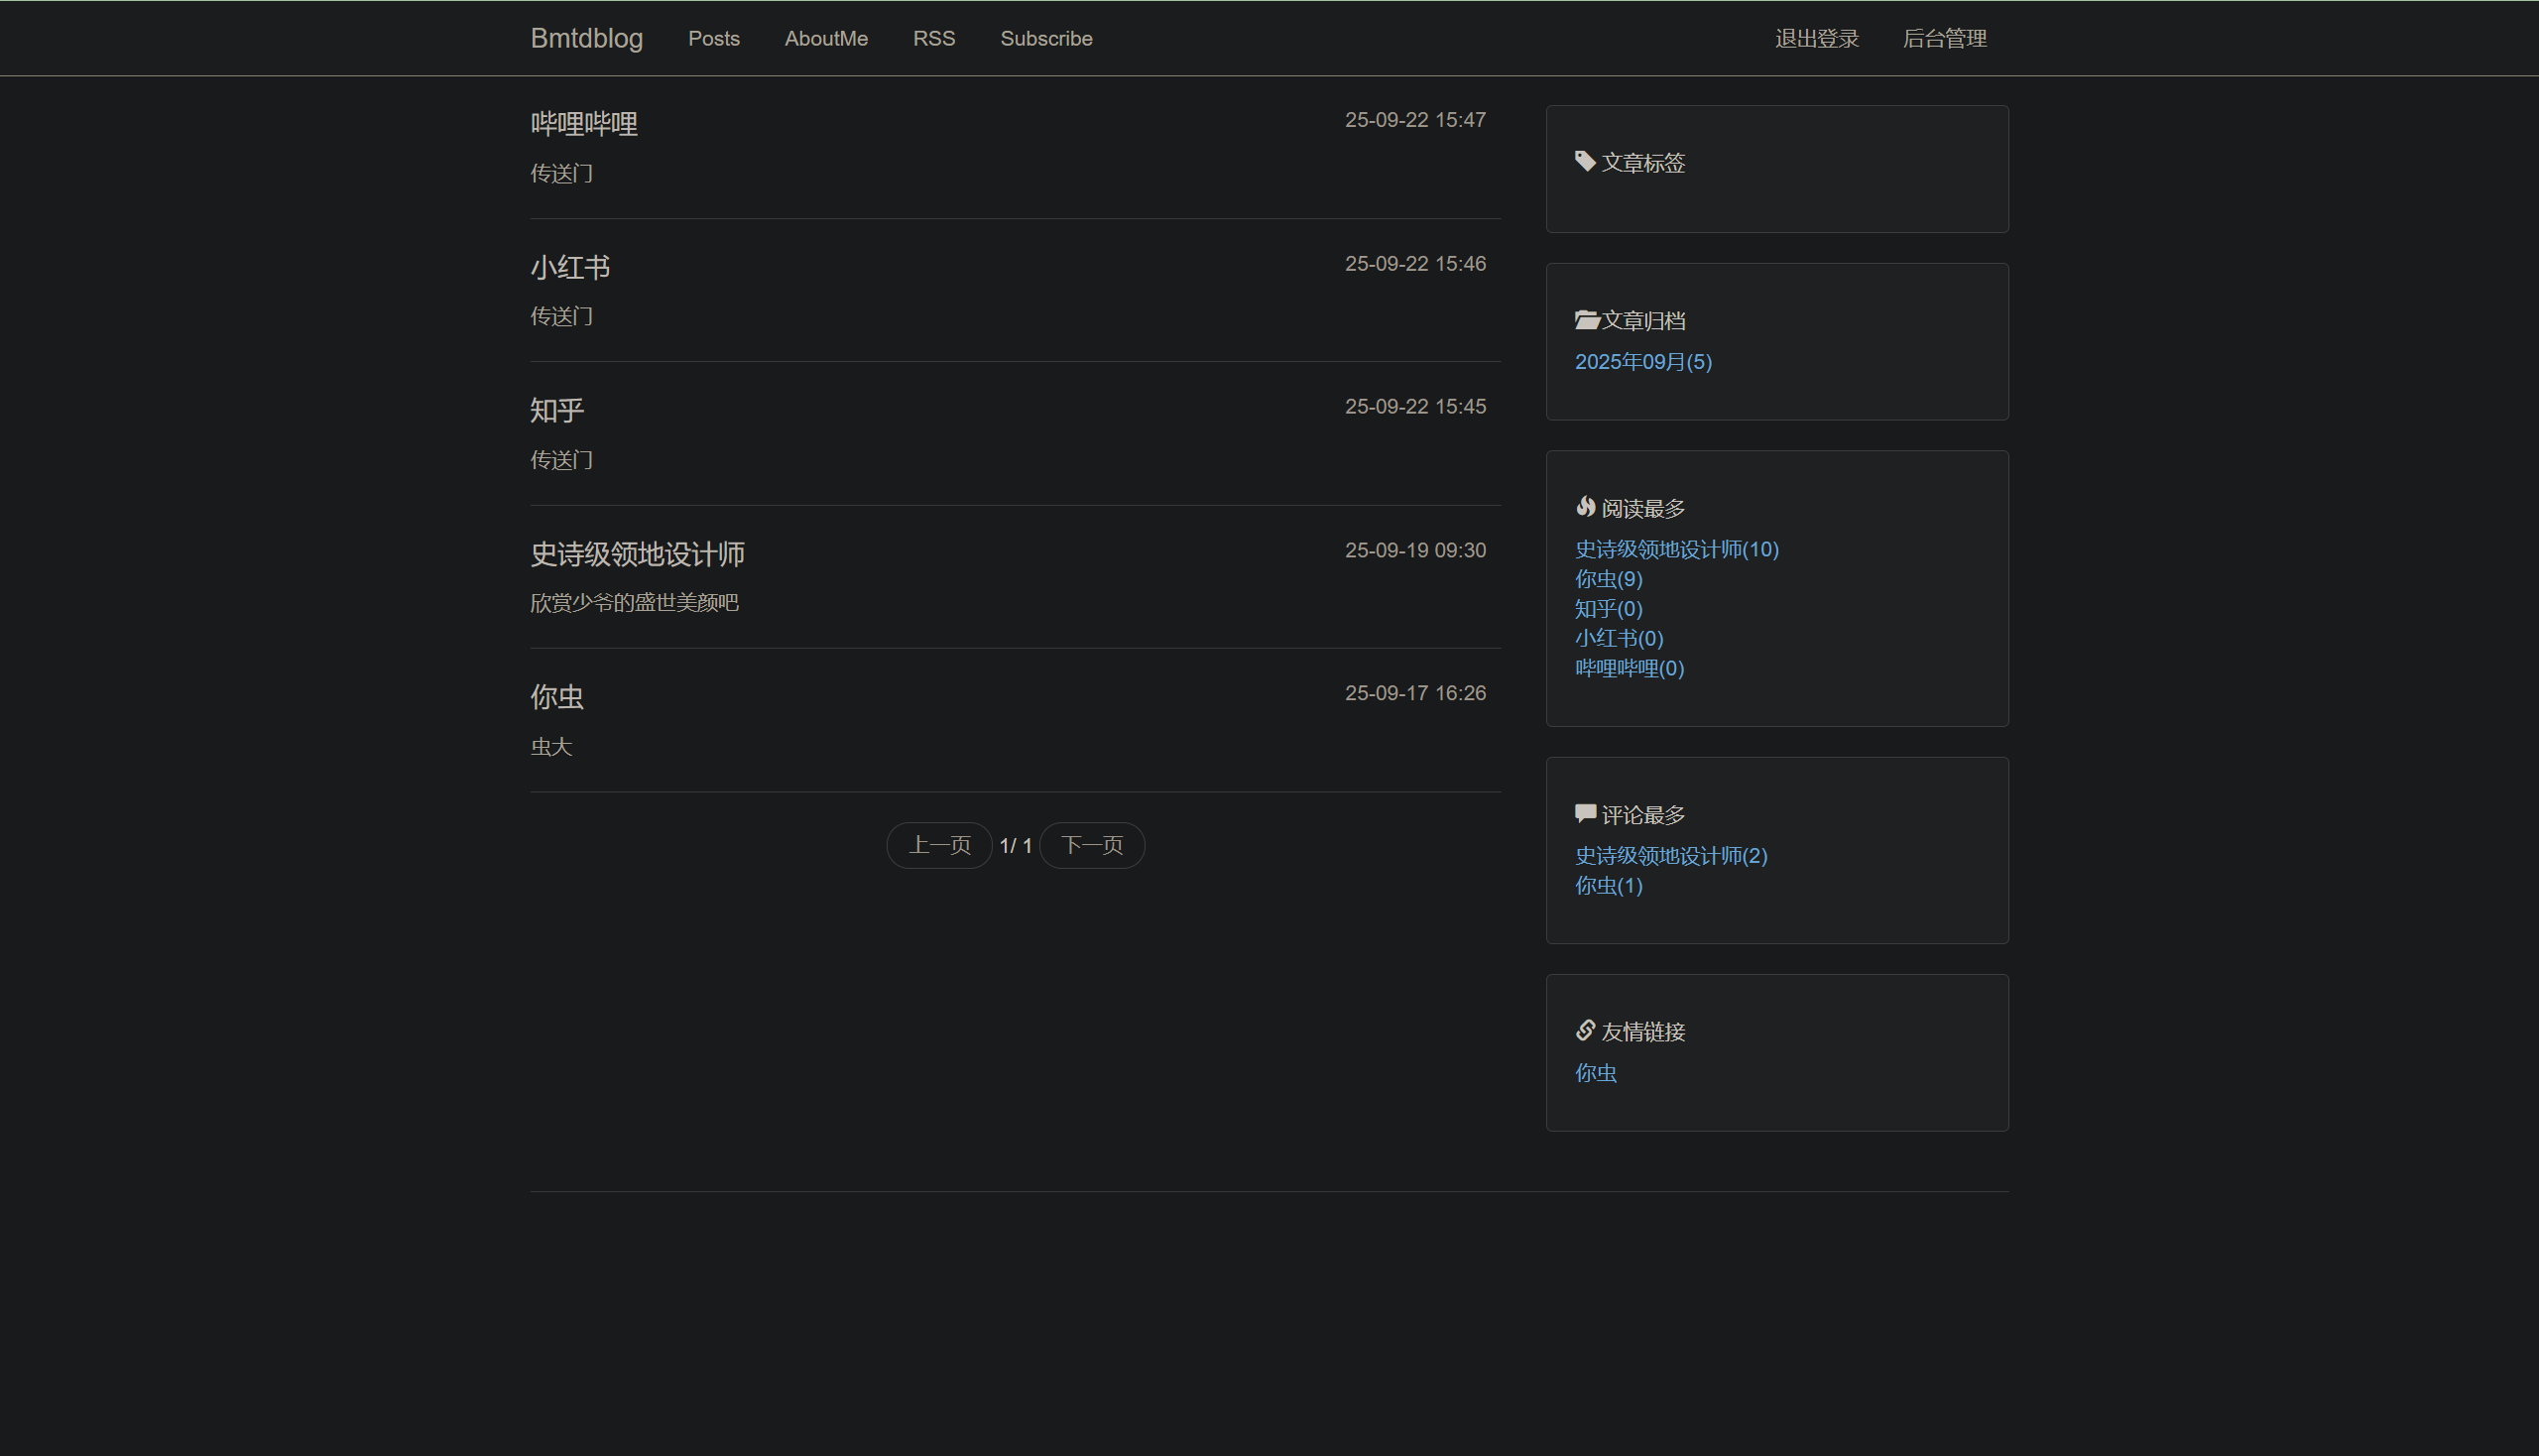 Bmtdblog Posts AboutMe RSS Subscribe 退出登录 后台管理
哔哩哔哩 25-09-22 15:47
传送门
小红书 25-09-22 15:46
传送门
知乎 25-09-22 15:45
传送门
史诗级领地设计师 25-09-19 09:30
欣赏少爷的盛世美颜吧
你虫 25-09-17 16:26
虫大
上一页 1/ 1 下一页
文章标签
文章归档
2025年09月(5)
阅读最多
史诗级领地设计师(10)
你虫(9)
知乎(0)
小红书(0)
哔哩哔哩(0)
评论最多
史诗级领地设计师(2)
你虫(1)
友情链接
你虫